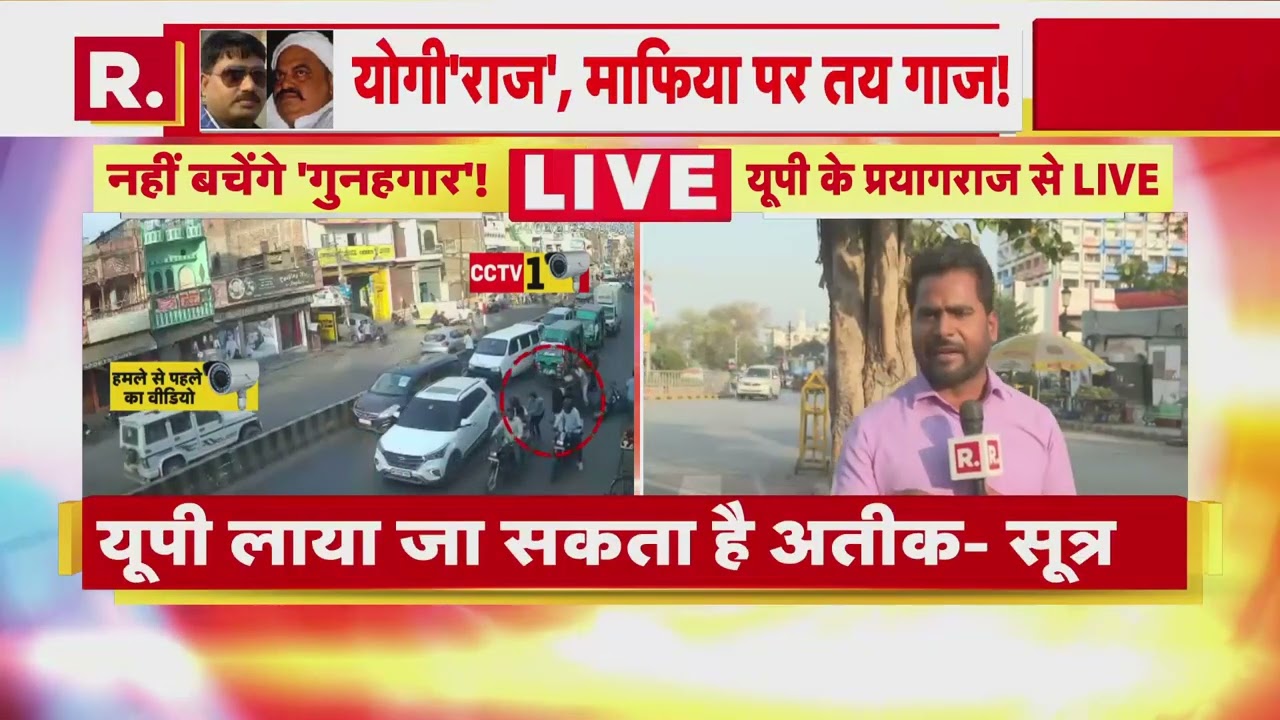 R.
योगी'राज', माफिया पर तय गाज!
नहीं बचेंगे 'गुनहगार'!
LIVE
यूपी के प्रयागराज से LIVE
CCTV 1
हमले से पहले
का वीडियो
R. R.
यूपी लाया जा सकता है अतीक- सूत्र